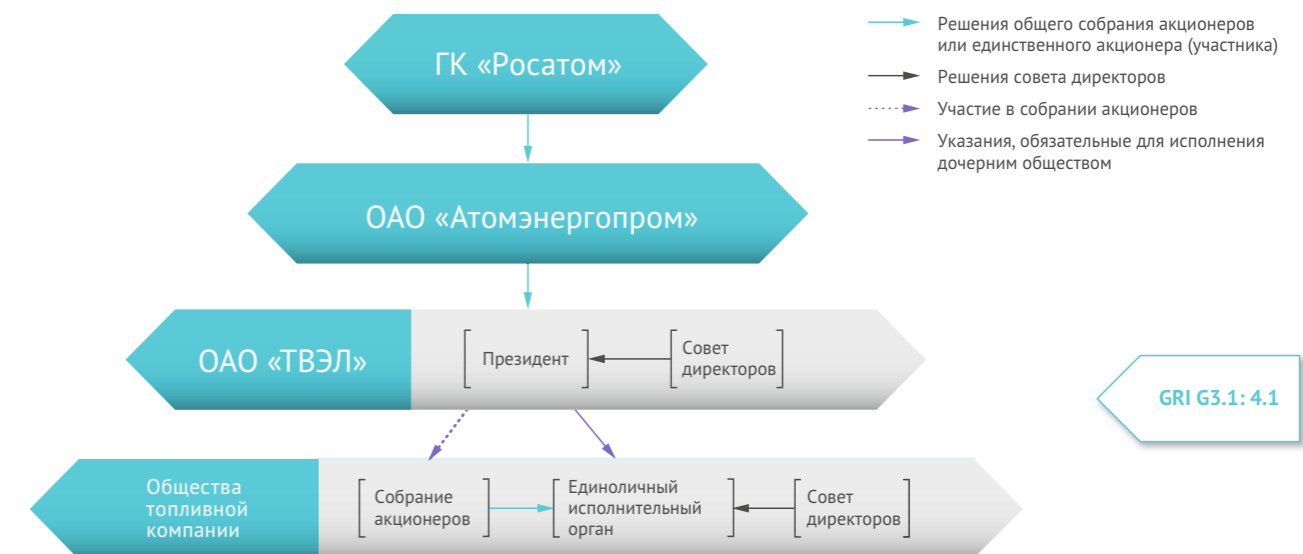 ГК «Росатом»
Решения общего собрания акционеров
или единственного акционера (участника)
Решения совета директоров
Участие в собрании акционеров
Указания, обязательные для исполнения
дочерним обществом
ОАО «Атомэнергопром»
ОАО «ТВЭЛ»
Президент
Совет
директоров
GRI G3.1: 4.1
Общества
топливной
компании
Собрание
акционеров
Единоличный
исполнительный
орган
Совет
директоров